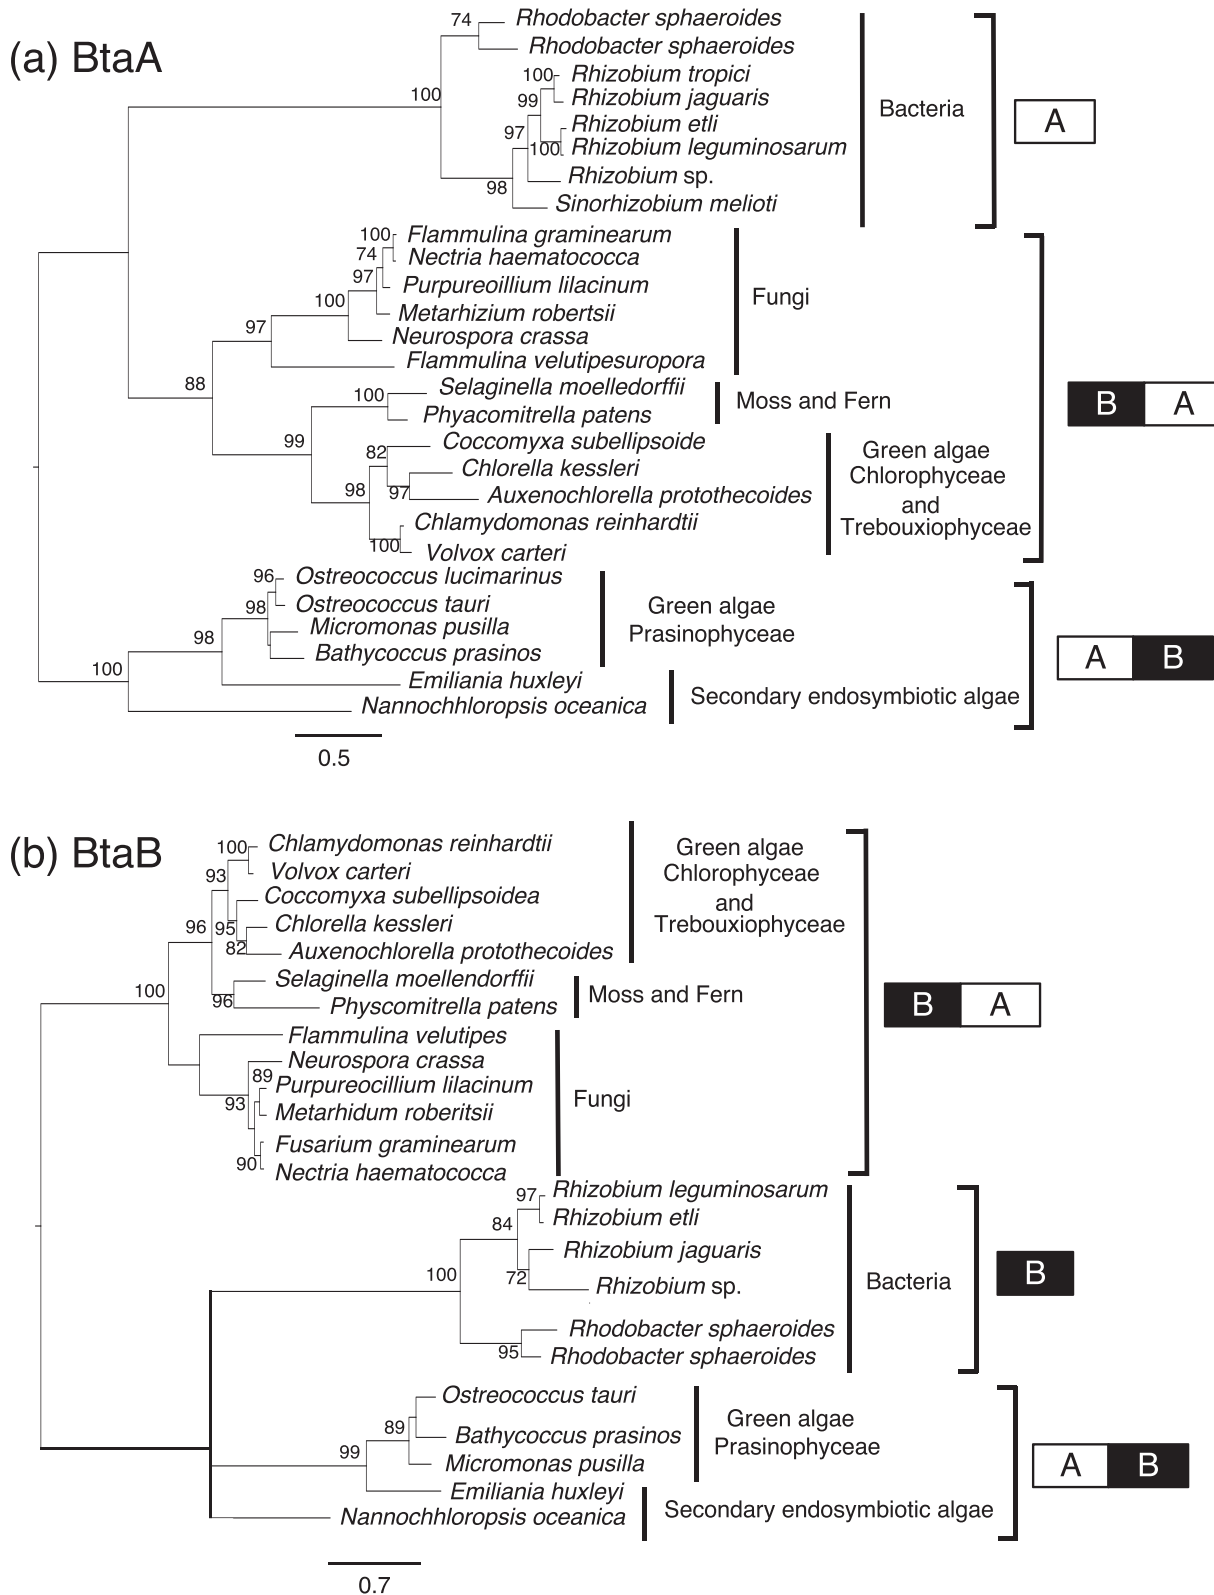 (a) BtaA
74
Rhodobacter sphaeroides
Rhodobacter sphaeroides
100
Rhizobium tropici
99
Rhizobium jaguaris
100
97
Rhizobium etli
100
Rhizobium leguminosarum
98
Rhizobium sp.
Sinorhizobium melioti
Bacteria
A
100
Flammulina graminearum
74
Nectria haematococca
97
Purpureoillium lilacinum
100
Metarhizium robertsii
97
Neurospora crassa
Flammulina velutipesuropora
Fungi
88
100
Selaginella moelledorffii
Phyacomitrella patens
Moss and Fern
B A
99
82
Coccomyxa subellipsoide
Chlorella kessleri
98
97
Auxenochlorella protothecoides
Chlamydomonas reinhardtii
100
Volvox carteri
Green algae
Chlorophyceae
and
Trebouxiophyceae
96
Ostreococcus lucimarinus
98
Ostreococcus tauri
98
Micromonas pusilla
Bathycoccus prasinos
Green algae
Prasinophyceae
A B
100
Emiliania huxleyi
Nannochhloropsis oceanica
Secondary endosymbiotic algae
0.5
(b) BtaB
100
Chlamydomonas reinhardtii
93
Volvox carteri
Coccomyxa subellipsoidea
96
95
Chlorella kessleri
82
Auxenochlorella protothecoides
Green algae
Chlorophyceae
and
Trebouxiophyceae
100
Selaginella moellendorffii
96
Physcomitrella patens
Moss and Fern
B A
Flammulina velutipes
Neurospora crassa
89
Purpureocillium lilacinum
93
Metarhidum roberitsii
Fusarium graminearum
90
Nectria haematococca
Fungi
97
Rhizobium leguminosarum
84
Rhizobium etli
Rhizobium jaguaris
100
72
Rhizobium sp.
Rhodobacter sphaeroides
95
Rhodobacter sphaeroides
Bacteria
B
Ostreococcus tauri
89
Bathycoccus prasinos
99
Micromonas pusilla
Green algae
Prasinophyceae
A B
Emiliania huxleyi
Nannochhloropsis oceanica
Secondary endosymbiotic algae
0.7